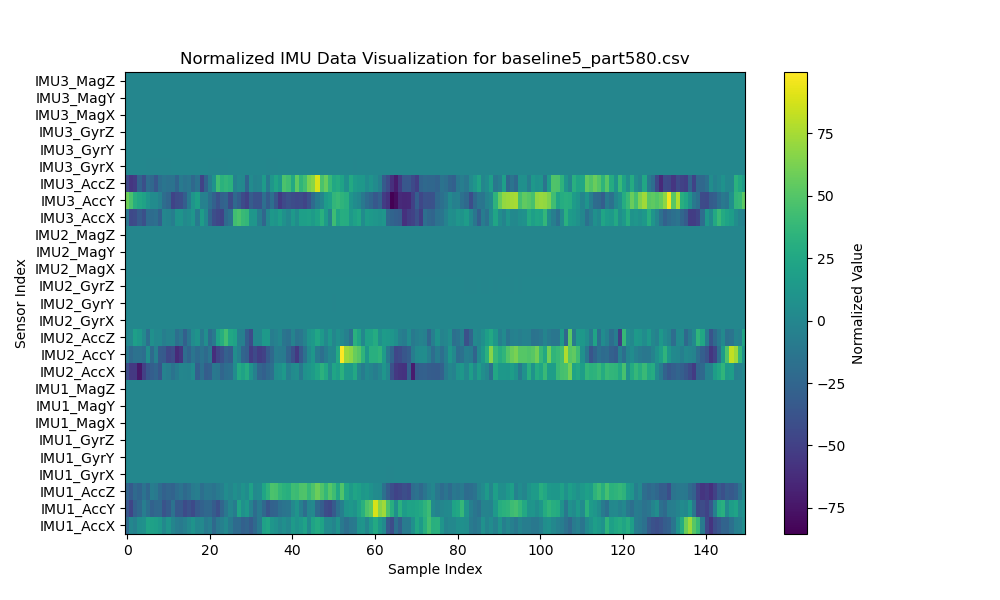 Normalized IMU Data Visualization for baseline5_part580.csv
IMU3_MagZ
IMU3_MagY
IMU3_MagX
IMU3_GyrZ
IMU3_GyrY
IMU3_GyrX
IMU3_AccZ
IMU3_AccY
IMU3_AccX
IMU2_MagZ
IMU2_MagY
IMU2_MagX
IMU2_GyrZ
IMU2_GyrY
IMU2_GyrX
IMU2_AccZ
IMU2_AccY
IMU2_AccX
IMU1_MagZ
IMU1_MagY
IMU1_MagX
IMU1_GyrZ
IMU1_GyrY
IMU1_GyrX
IMU1_AccZ
IMU1_AccY
IMU1_AccX
Sensor Index
0 20 40 60 80 100 120 140
Sample Index
75
50
25
0
−25
−50
−75
Normalized Value